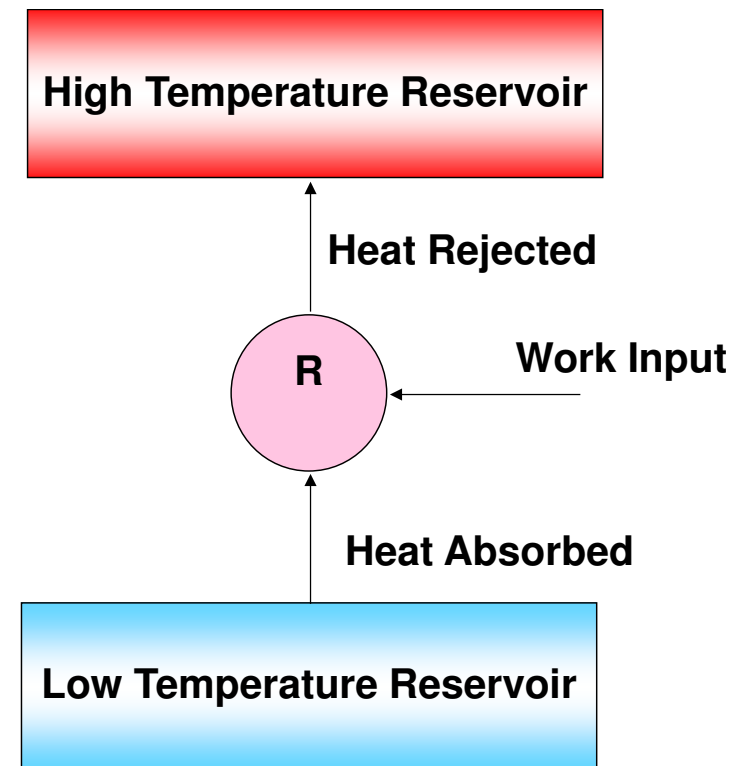 High Temperature Reservoir
Heat Rejected
R
Work Input
Heat Absorbed
Low Temperature Reservoir